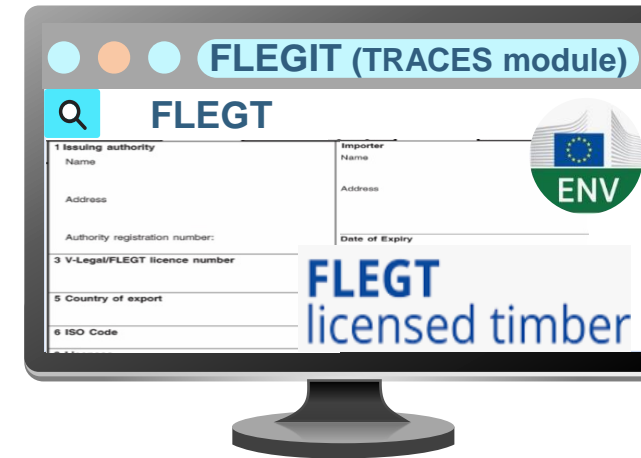 FLEGIT (TRACES module)
FLEGT
1 Issuing authority
Name
Address
Authority registration number:
Importer
Name
Address
Date of Expiry
ENV
3 V-Legal/FLEGT licence number
5 Country of export
6 ISO Code
FLEGT
licensed timber